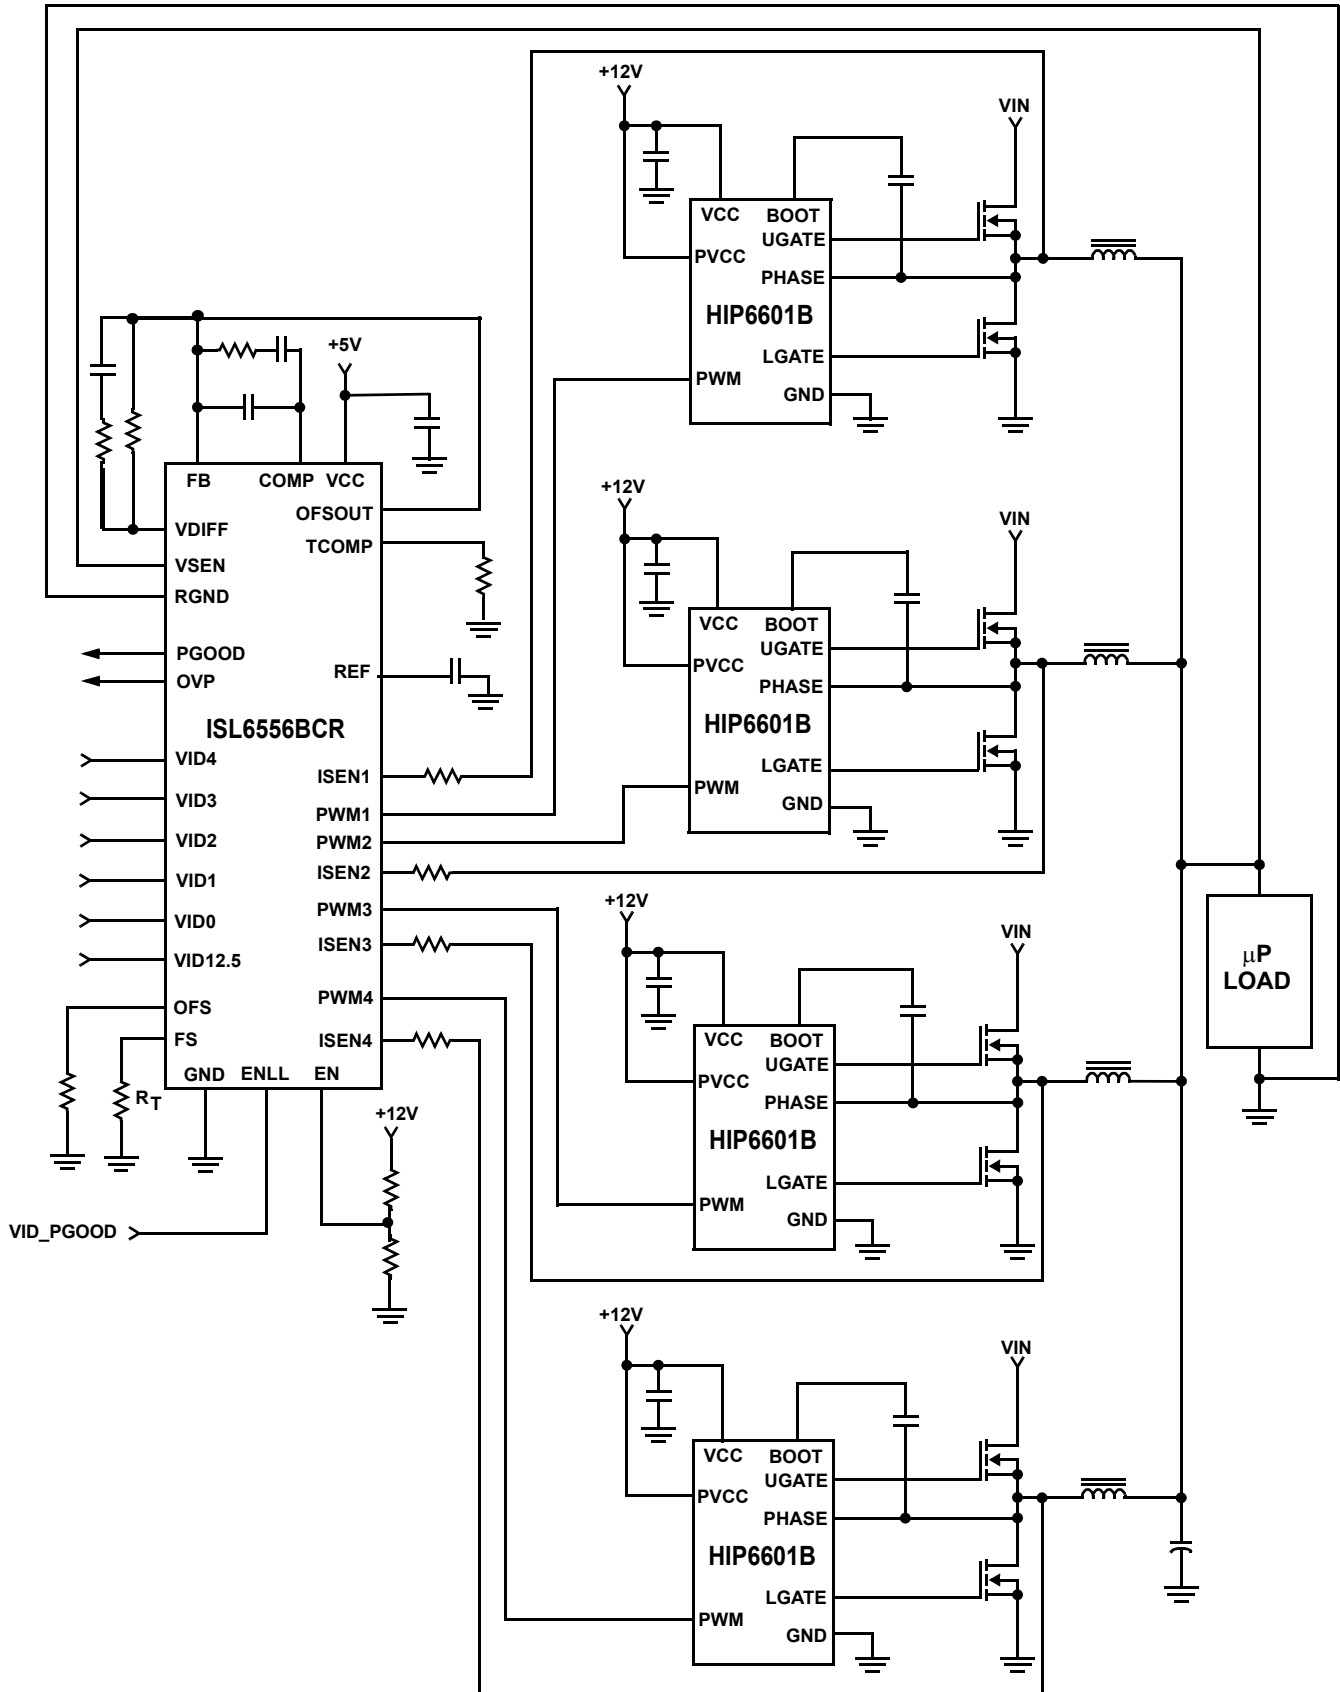 +12V
VIN
VCC
BOOT
UGATE
PVCC
PHASE
HIP6601B
LGATE
PWM
GND
+5V
FB
COMP
VCC
OFSOUT
VDIFF
TCOMP
VSEN
RGND
PGOOD
REF
OVP
ISL6556BCR
VID4
ISEN1
VID3
PWM1
VID2
PWM2
VID1
ISEN2
VID0
PWM3
ISEN3
VID12.5
OFS
PWM4
FS
ISEN4
GND
ENLL
EN
RT
+12V
VID_PGOOD
+12V
VIN
VCC
BOOT
UGATE
PVCC
PHASE
HIP6601B
LGATE
PWM
GND
+12V
VIN
VCC
BOOT
UGATE
PVCC
PHASE
HIP6601B
LGATE
PWM
GND
µP
LOAD
+12V
VIN
VCC
BOOT
UGATE
PVCC
PHASE
HIP6601B
LGATE
PWM
GND